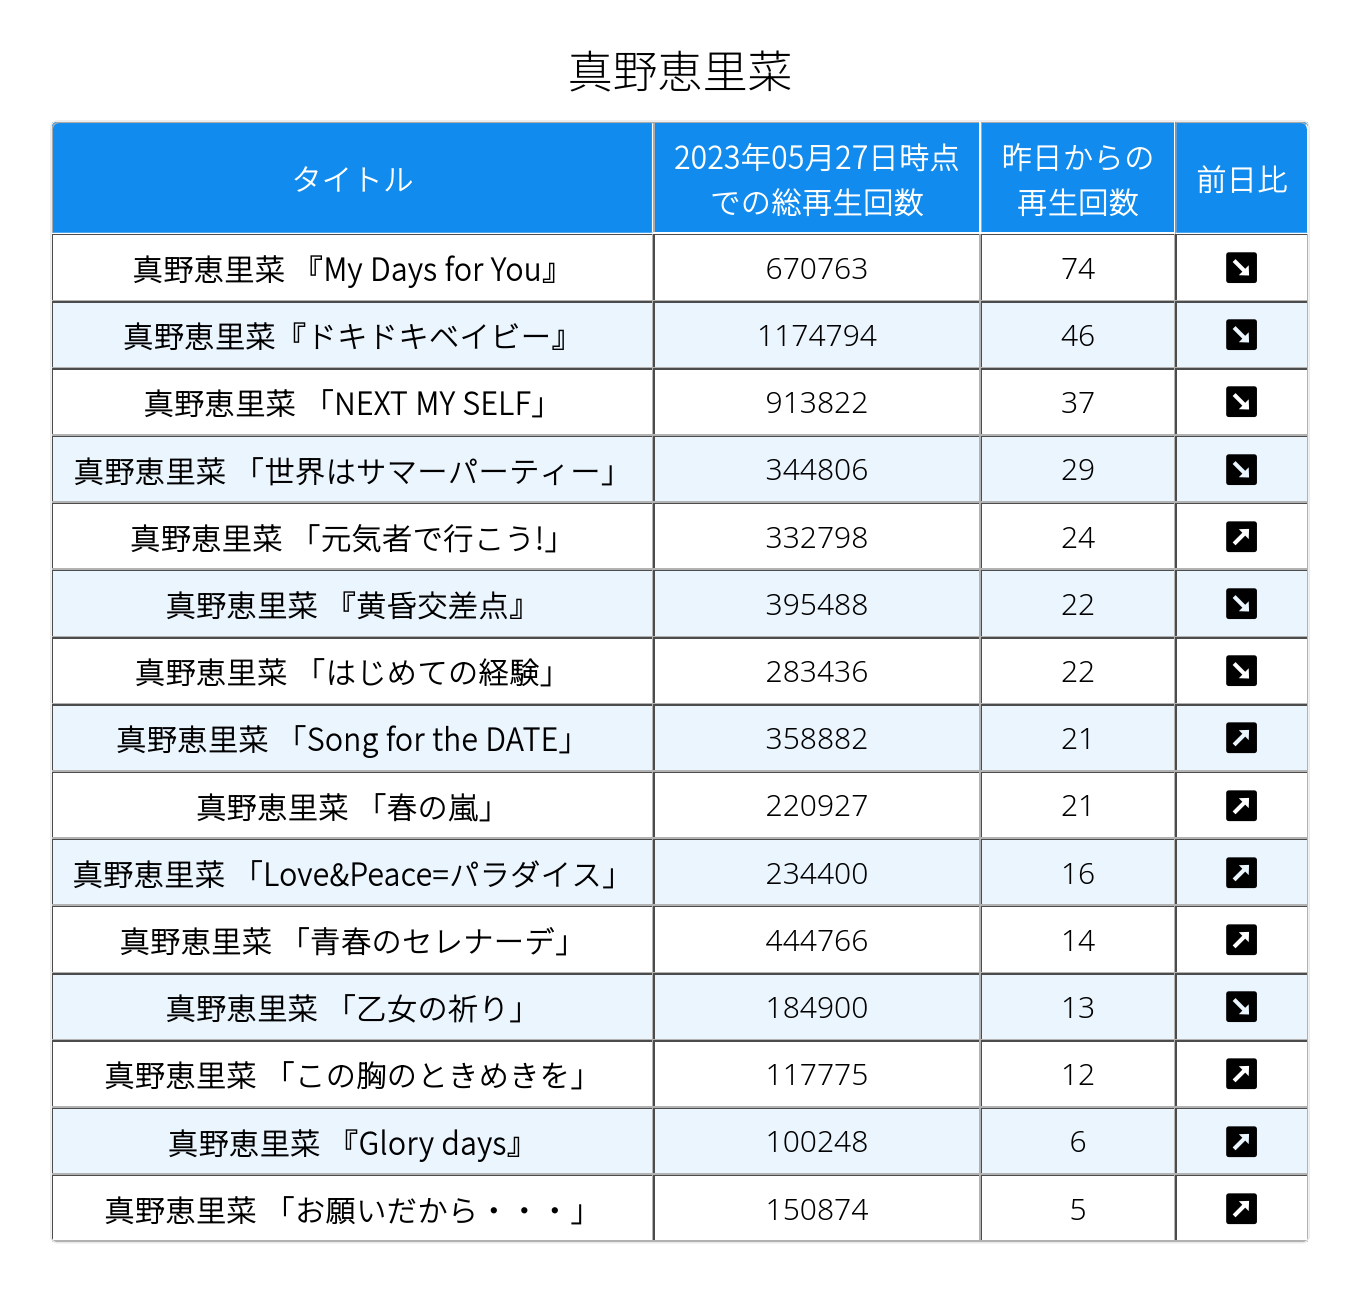 真野恵里菜
タイトル 2023年05月27日時点での総再生回数 昨日からの再生回数 前日比
真野恵里菜 『My Days for You』 670763 74
真野恵里菜『ドキドキベイビー』 1174794 46
真野恵里菜 「NEXT MY SELF」 913822 37
真野恵里菜 「世界はサマーパーティー」 344806 29
真野恵里菜 「元気者で行こう!」 332798 24
真野恵里菜 『黄昏交差点』 395488 22
真野恵里菜 「はじめての経験」 283436 22
真野恵里菜 「Song for the DATE」 358882 21
真野恵里菜 「春の嵐」 220927 21
真野恵里菜 「Love&Peace=パラダイス」 234400 16
真野恵里菜 「青春のセレナーデ」 444766 14
真野恵里菜 「乙女の祈り」 184900 13
真野恵里菜 「この胸のときめきを」 117775 12
真野恵里菜 『Glory days』 100248 6
真野恵里菜 「お願いだから・・・」 150874 5